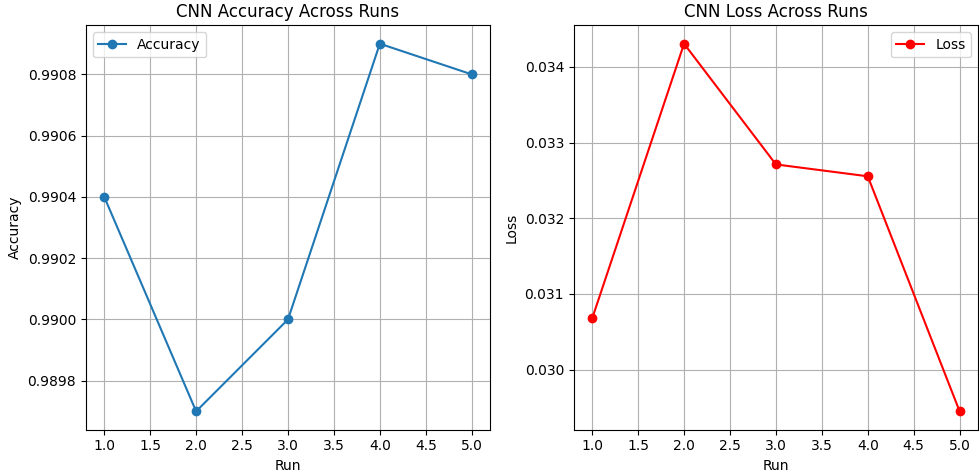 CNN Accuracy Across Runs
Accuracy
0.9908
0.9906
0.9904
0.9902
0.9900
0.9898
Accuracy
1.0 1.5 2.0 2.5 3.0 3.5 4.0 4.5 5.0
Run
CNN Loss Across Runs
Loss
0.034
0.033
0.032
0.031
0.030
Loss
1.0 1.5 2.0 2.5 3.0 3.5 4.0 4.5 5.0
Run